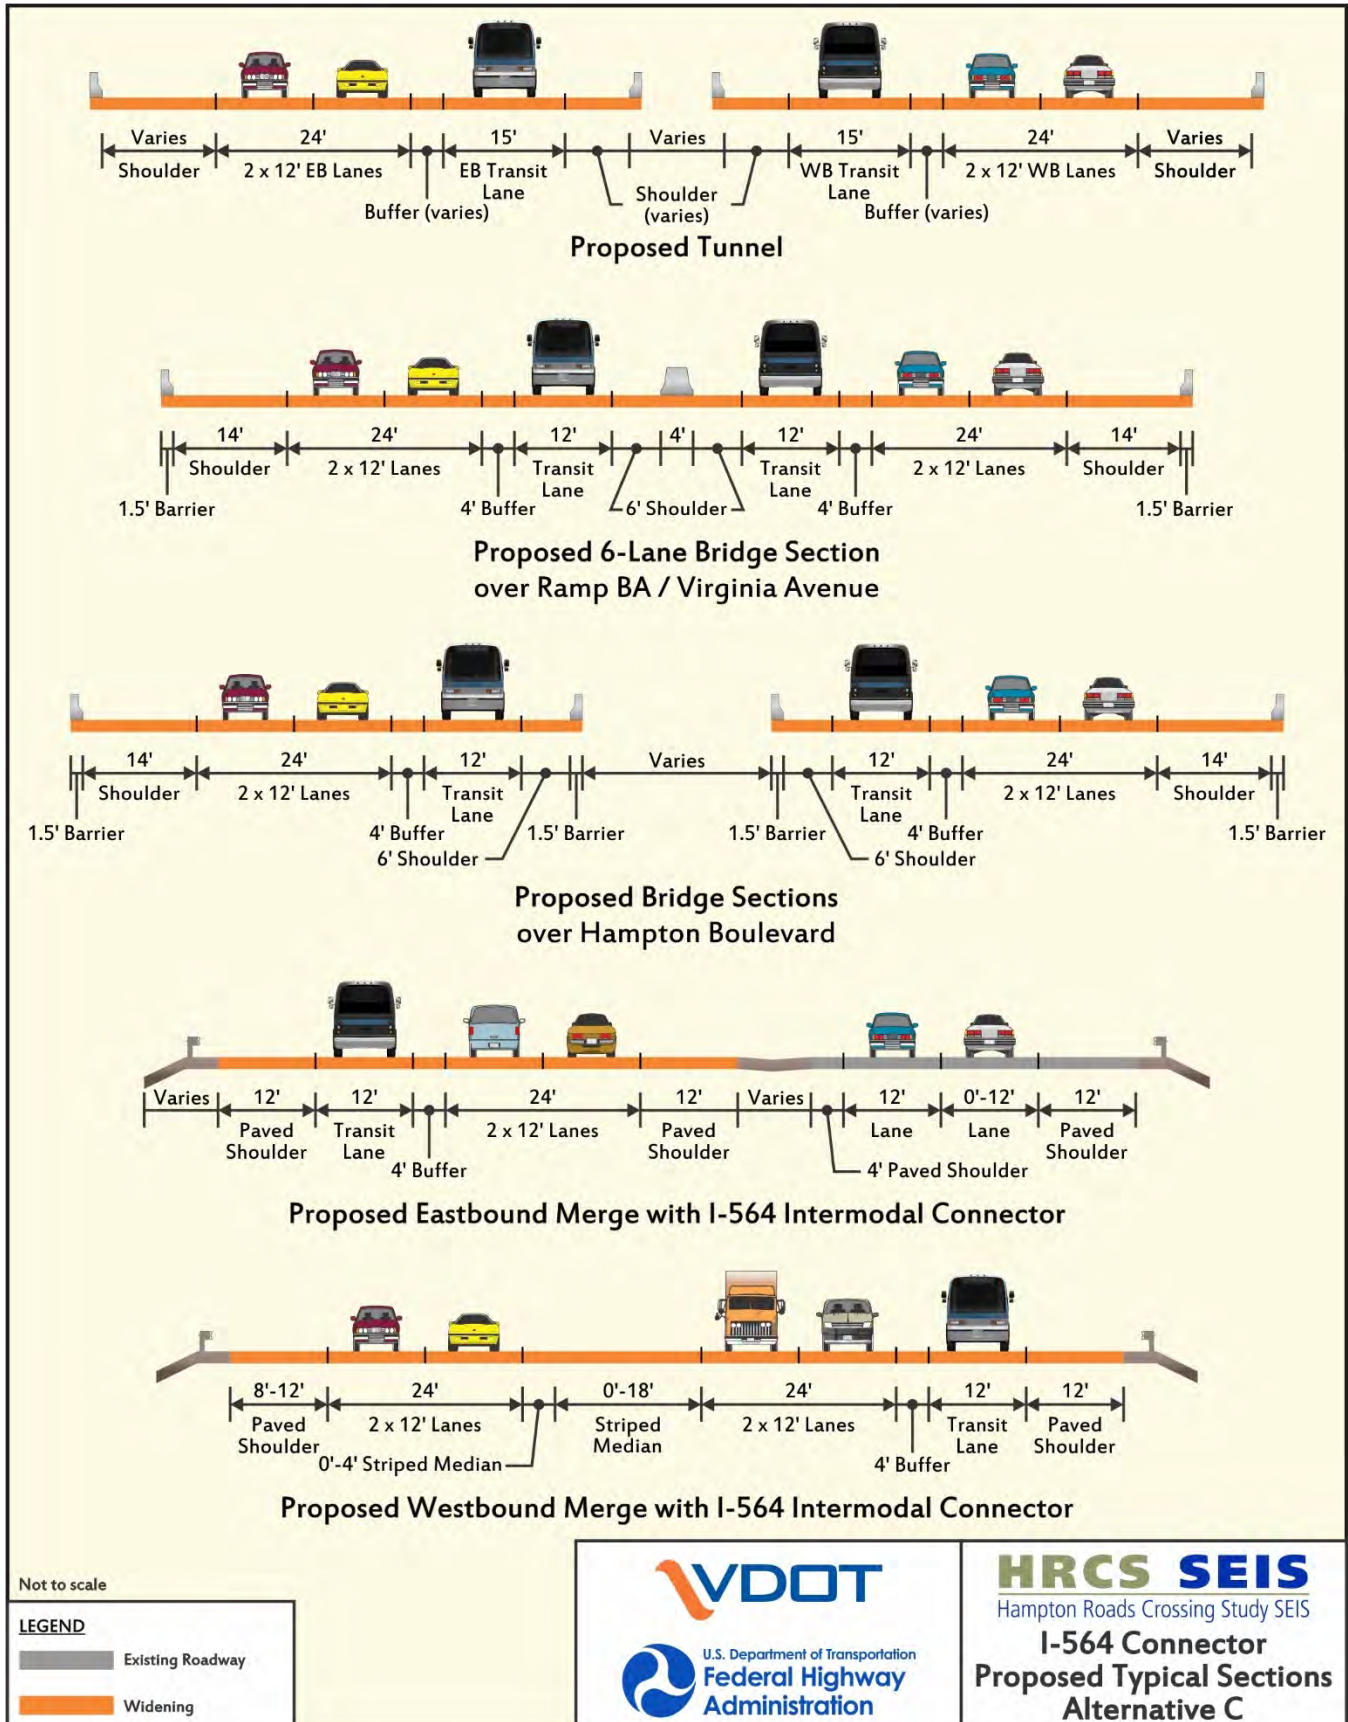 Varies 24' 15' Varies 15' 24' Varies
Shoulder 2 x 12' EB Lanes EB Transit WB Transit 2 x 12' WB Lanes Shoulder
Lane Shoulder Lane
Buffer (varies) (varies) Buffer (varies)
Proposed Tunnel
14' 24' 12' 4' 12' 24' 14'
Shoulder 2 x 12' Lanes Transit Transit 2 x 12' Lanes Shoulder
Lane Lane
1.5' Barrier 4' Buffer 6' Shoulder 4' Buffer 1.5' Barrier
Proposed 6-Lane Bridge Section
over Ramp BA / Virginia Avenue
14' 24' 12' Varies 12' 24' 14'
Shoulder 2 x 12' Lanes Transit Transit 2 x 12' Lanes Shoulder
Lane Lane
1.5' Barrier 4' Buffer 1.5' Barrier 1.5' Barrier 4' Buffer 1.5' Barrier
6' Shoulder 6' Shoulder
Proposed Bridge Sections
over Hampton Boulevard
Varies 12' 12' 24' 12' Varies 12' 0'-12' 12'
Paved Transit 2 x 12' Lanes Paved Lane Lane Paved
Shoulder Lane Shoulder Shoulder
4' Buffer 4' Paved Shoulder
Proposed Eastbound Merge with I-564 Intermodal Connector
8'-12' 24' 0'-18' 24' 12' 12'
Paved 2 x 12' Lanes Striped 2 x 12' Lanes Transit Paved
Shoulder Median Lane Shoulder
0'-4' Striped Median 4' Buffer
Proposed Westbound Merge with I-564 Intermodal Connector
Not to scale
LEGEND
Existing Roadway
Widening
VDOT
U.S. Department of Transportation
Federal Highway
Administration
HRCS SEIS
Hampton Roads Crossing Study SEIS
I-564 Connector
Proposed Typical Sections
Alternative C